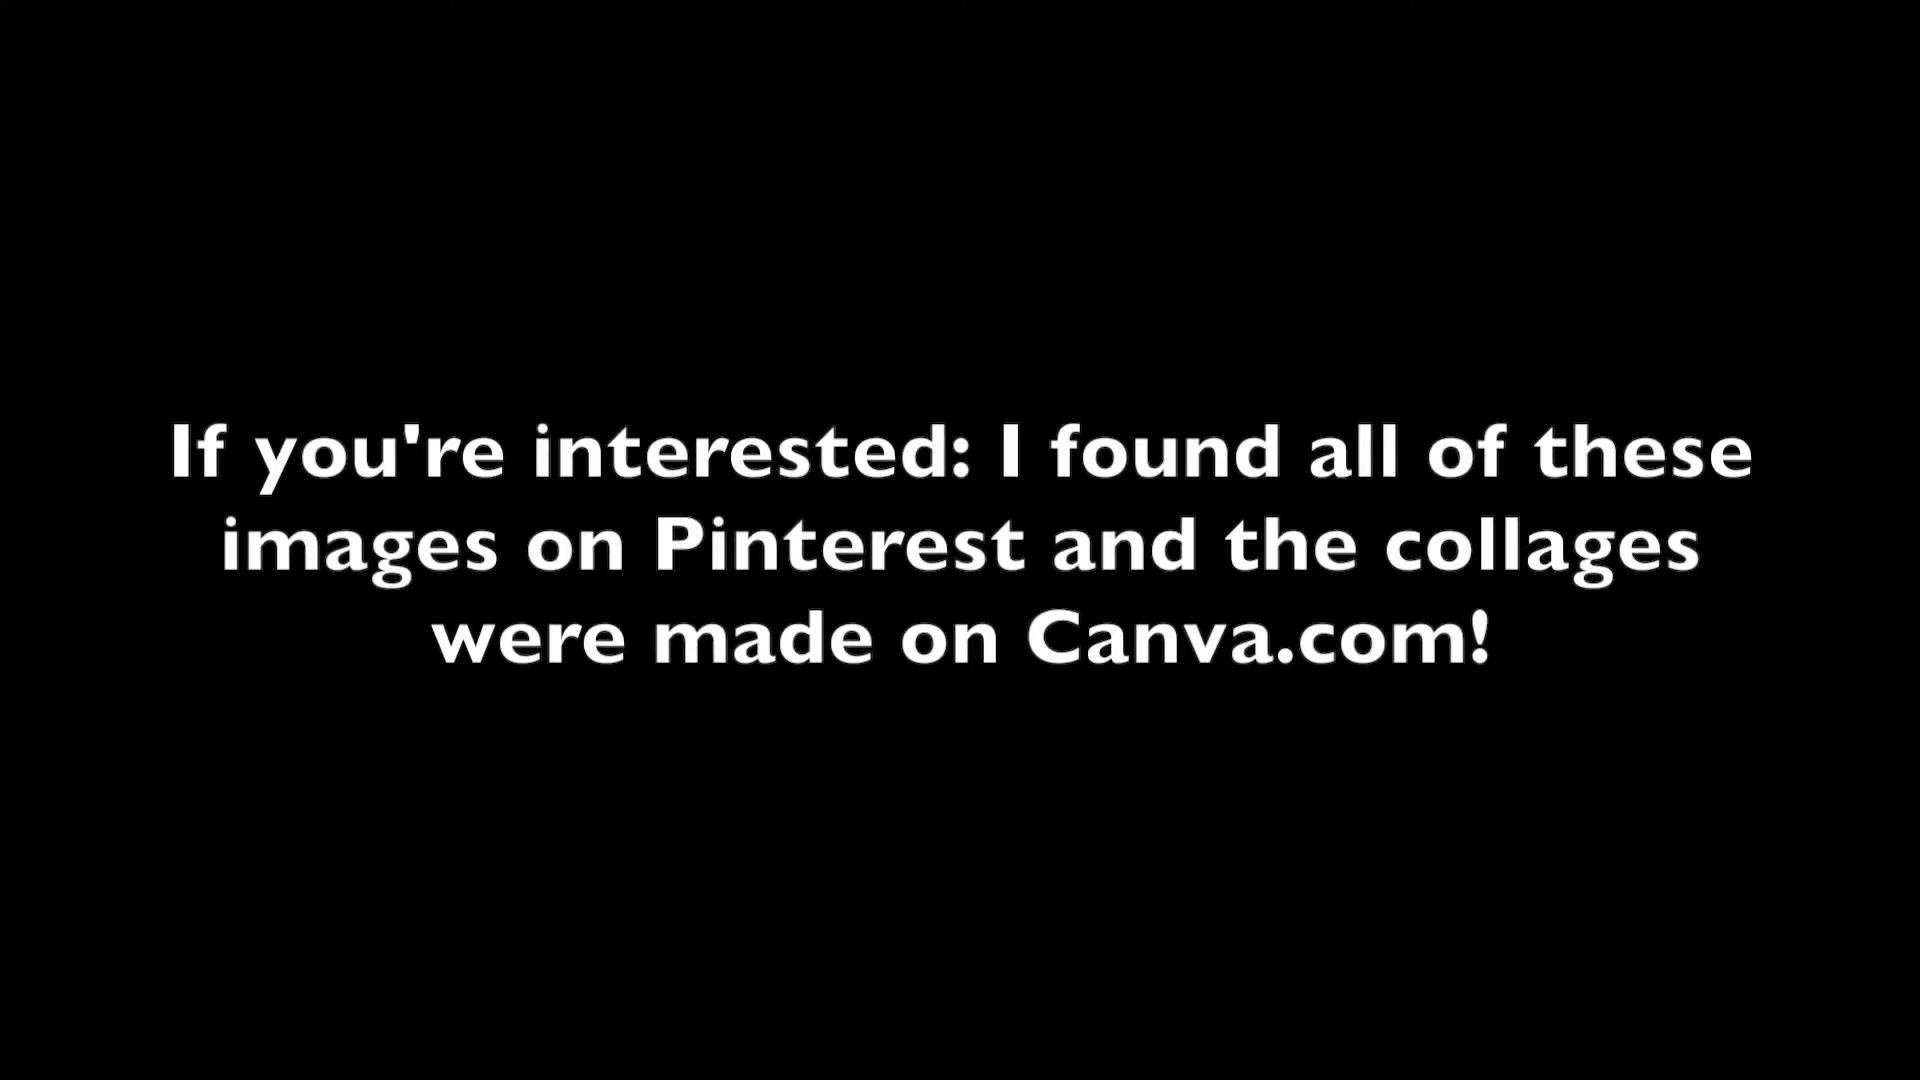 If you're interested: I found all of these
images on Pinterest and the collages
were made on Canva.com!